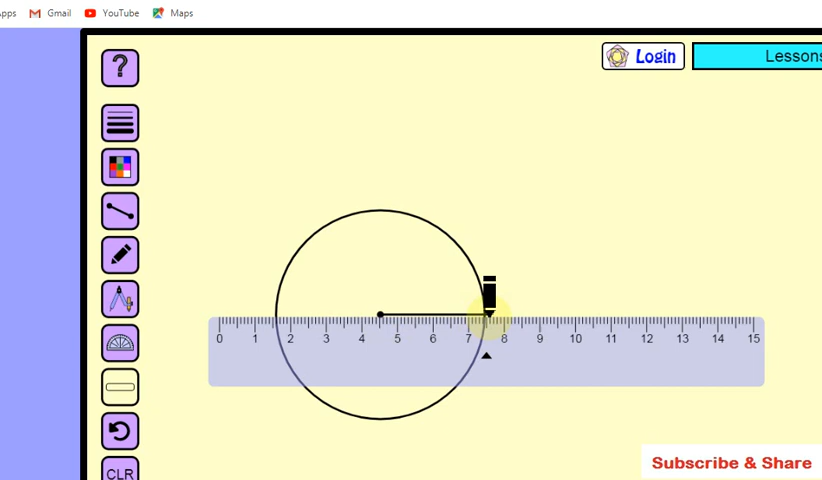 pps Gmail YouTube Maps
?
Login
Lessons
0 1 2 3 4 5 6 7 8 9 10 11 12 13 14 15
CLR
Subscribe & Share